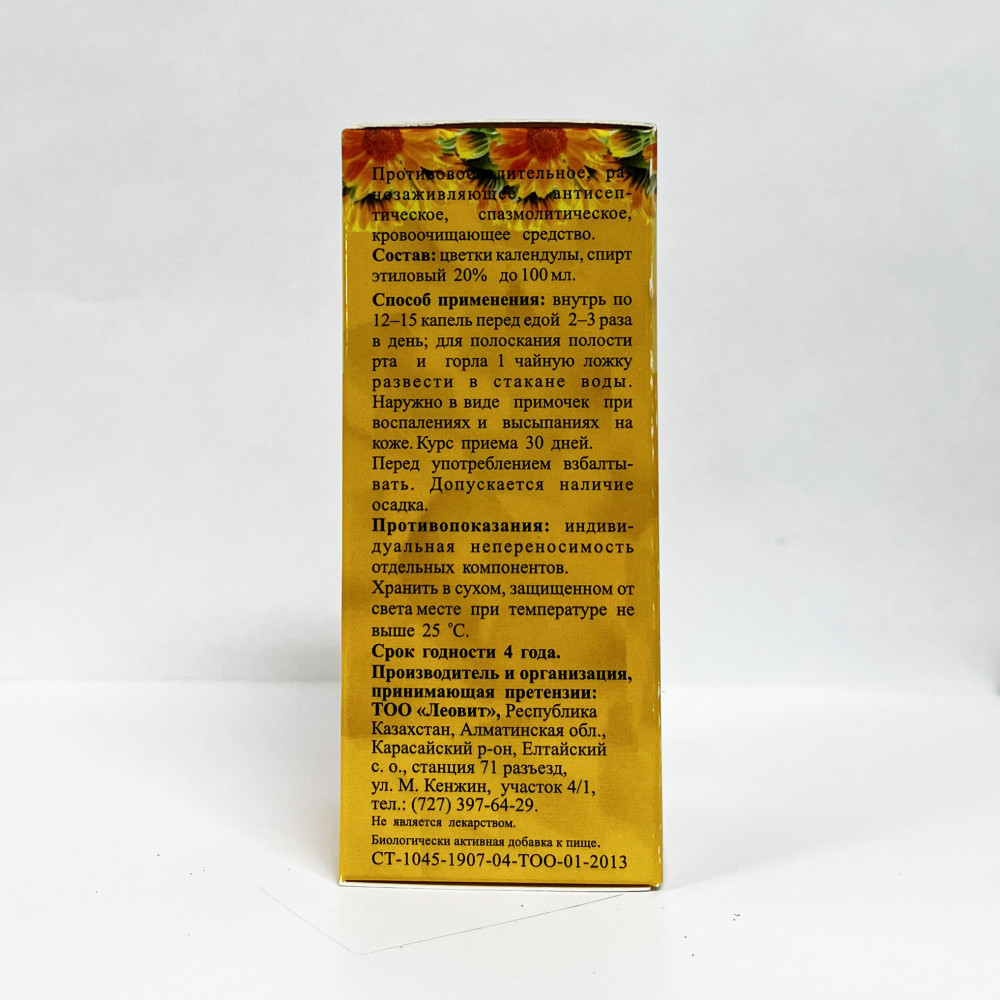 Противовоспалительное, ра-
нозаживляющее, антисеп-
тическое, спазмолитическое,
кровоочищающее средство.
Состав: цветки календулы, спирт
этиловый 20% до 100 мл.
Способ применения: внутрь по
12–15 капель перед едой 2–3 раза
в день; для полоскания полости
рта и горла 1 чайную ложку
развести в стакане воды.
Наружно в виде примочек при
воспалениях и высыпаниях на
коже. Курс приема 30 дней.
Перед употреблением взбалты-
вать. Допускается наличие
осадка.
Противопоказания: индиви-
дуальная непереносимость
отдельных компонентов.
Хранить в сухом, защищенном от
света месте при температуре не
выше 25 °С.
Срок годности 4 года.
Производитель и организация,
принимающая претензии:
ТОО «Леовит», Республика
Казахстан, Алматинская обл.,
Карасайский р-он, Елтайский
с. о., станция 71 разъезд,
ул. М. Кенжин, участок 4/1,
тел.: (727) 397-64-29.
Не является лекарством.
Биологически активная добавка к пище.
СТ-1045-1907-04-ТОО-01-2013